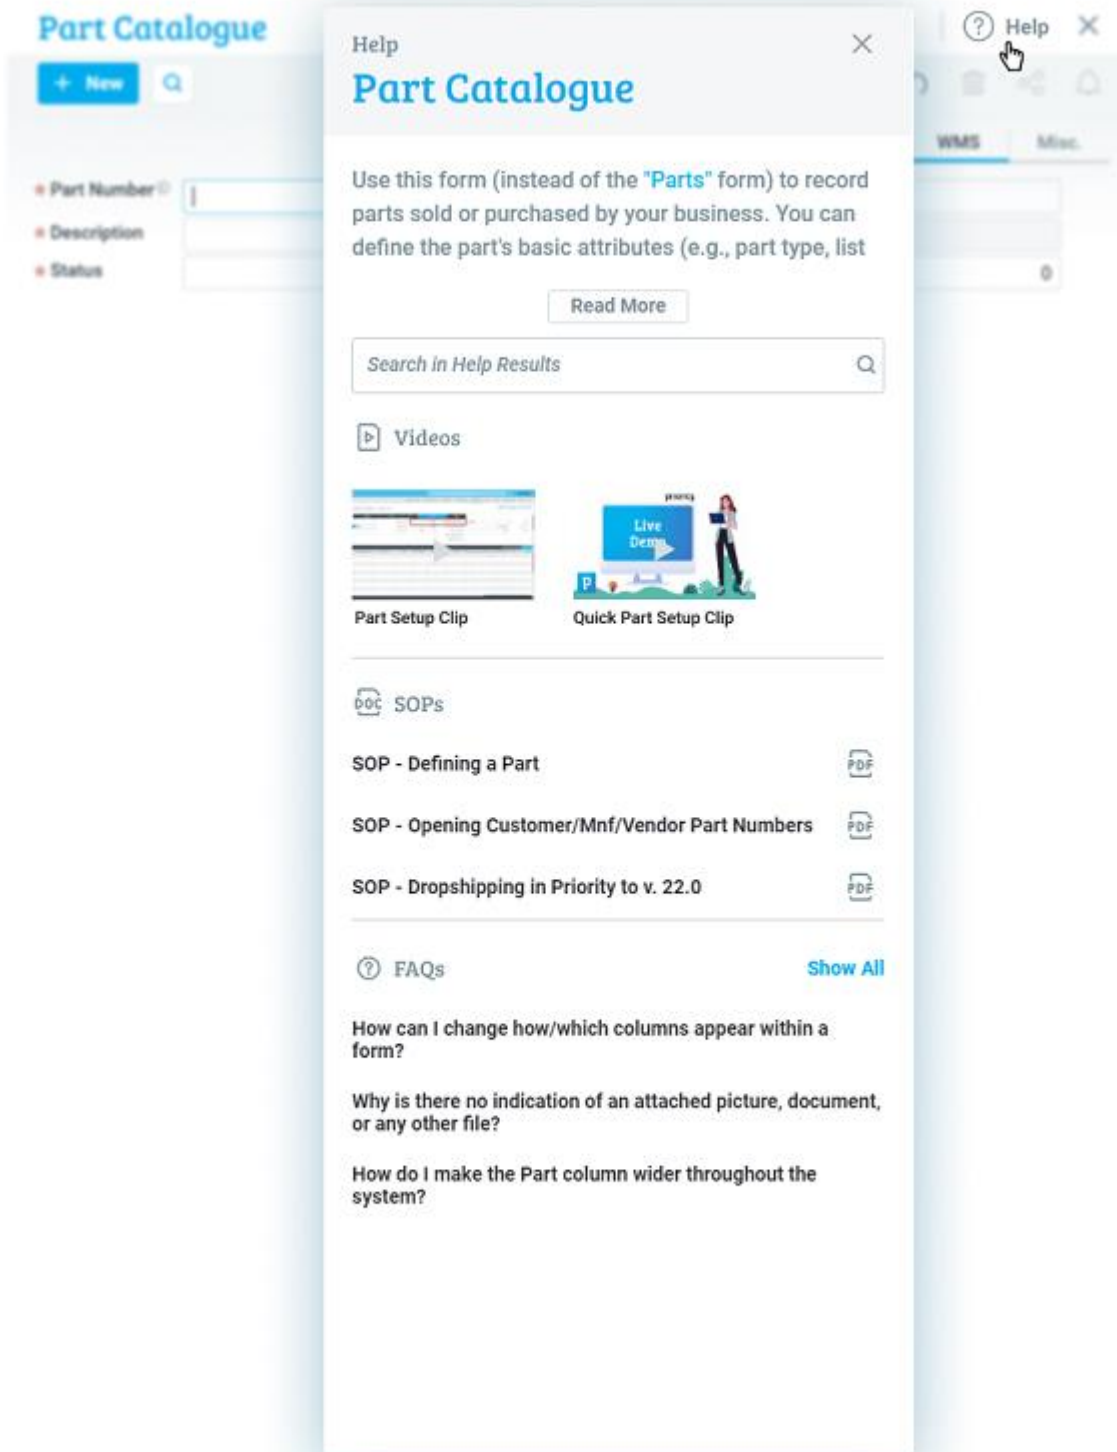 Part Catalogue
Help
+ New
WMS
Misc.
Part Number
Description
Status
0
Help
Part Catalogue
Use this form (instead of the "Parts" form) to record
parts sold or purchased by your business. You can
define the part's basic attributes (e.g., part type, list
Read More
Search in Help Results
Videos
priority
Live
Demo
P
Part Setup Clip
Quick Part Setup Clip
DOC SOPs
SOP - Defining a Part
PDF
SOP - Opening Customer/Mnf/Vendor Part Numbers
PDF
SOP - Dropshipping in Priority to v. 22.0
PDF
FAQs
Show All
How can I change how/which columns appear within a
form?
Why is there no indication of an attached picture, document,
or any other file?
How do I make the Part column wider throughout the
system?